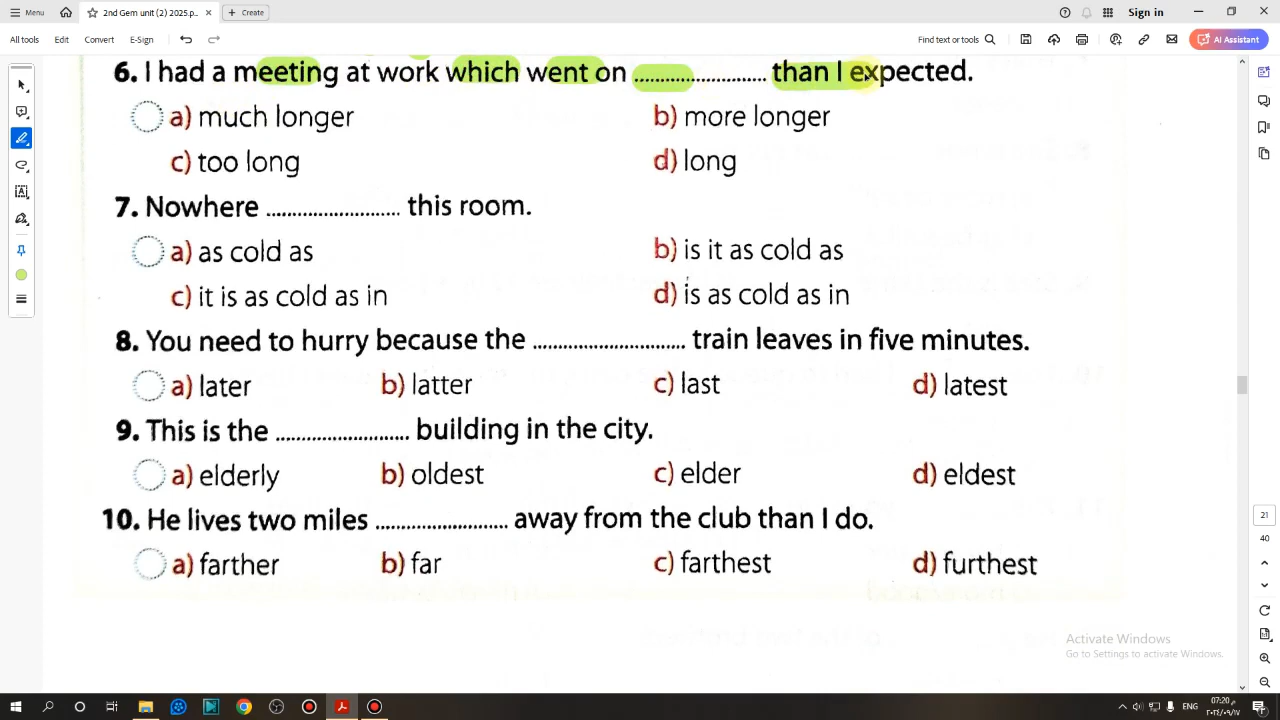 Menu
2nd Gem unit (2) 2025.p...
× + Create
Sign in
All tools Edit Convert E-Sign
Find text or tools
AI Assistant
6. I had a meeting at work which went on .......................... than I expected.
a) much longer b) more longer
c) too long d) long
7. Nowhere .......................... this room.
a) as cold as b) is it as cold as
c) it is as cold as in d) is as cold as in
8. You need to hurry because the .............................. train leaves in five minutes.
a) later b) latter c) last d) latest
9. This is the .......................... building in the city.
a) elderly b) oldest c) elder d) eldest
10. He lives two miles .......................... away from the club than I do.
a) farther b) far c) farthest d) furthest
21
40
Activate Windows
Go to Settings to activate Windows.
ENG
07:20 م